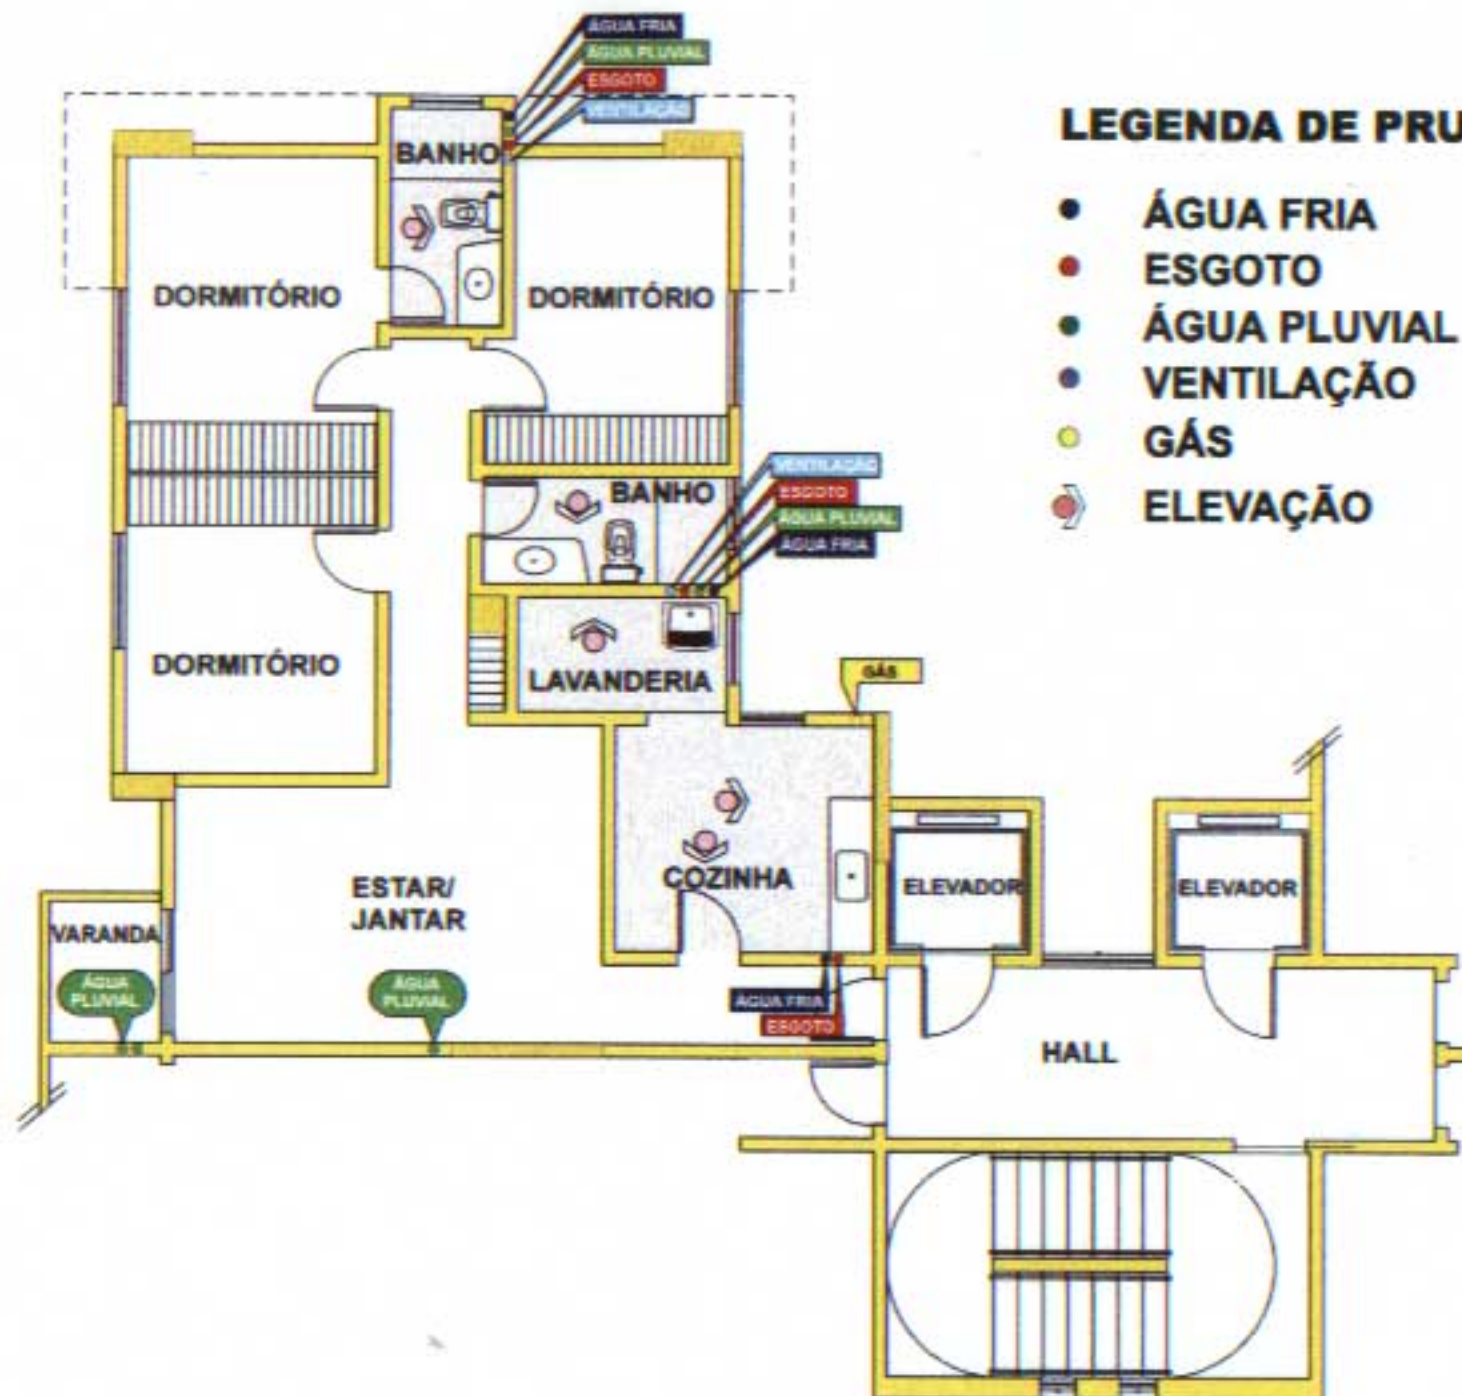 ÁGUA FRIA
ÁGUA PLUVIAL
ESGOTO
VENTILAÇÃO
LEGENDA DE PRU
ÁGUA FRIA
ESGOTO
ÁGUA PLUVIAL
VENTILAÇÃO
GÁS
ELEVAÇÃO
BANHO
DORMITÓRIO
DORMITÓRIO
VENTILAÇÃO
ESGOTO
ÁGUA PLUVIAL
ÁGUA FRIA
BANHO
DORMITÓRIO
LAVANDERIA
GÁS
COZINHA
ESTAR/
JANTAR
ELEVADOR
ELEVADOR
VARANDA
ÁGUA
PLUVIAL
ÁGUA
PLUVIAL
ÁGUA FRIA
ESGOTO
HALL